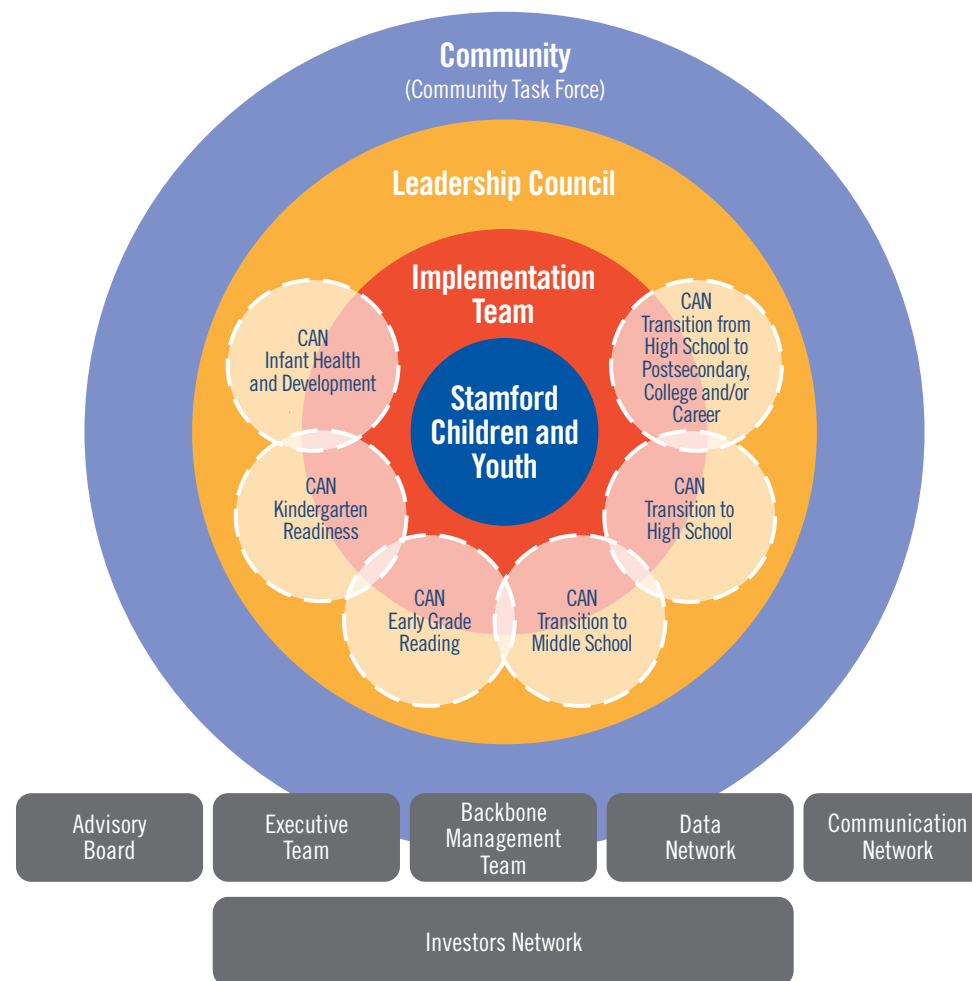 Community
(Community Task Force)
Leadership Council
Implementation
Team
Stamford
Children and
Youth
CAN
Infant Health
and Development
CAN
Kindergarten
Readiness
CAN
Early Grade
Reading
CAN
Transition to
Middle School
CAN
Transition to
High School
CAN
Transition from
High School to
Postsecondary,
College and/or
Career
Advisory
Board
Executive
Team
Backbone
Management
Team
Data
Network
Communication
Network
Investors Network